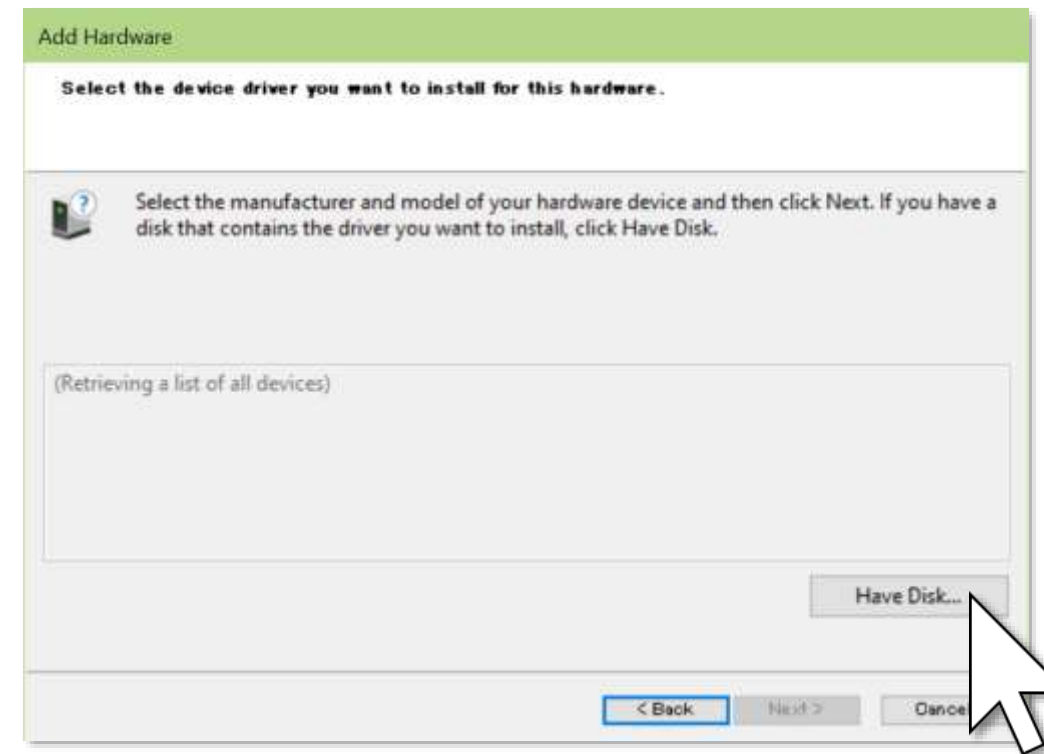 Add Hardware
Select the device driver you want to install for this hardware.
?
Select the manufacturer and model of your hardware device and then click Next. If you have a
disk that contains the driver you want to install, click Have Disk.
(Retrieving a list of all devices)
Have Disk...
< Back Next > Cancel